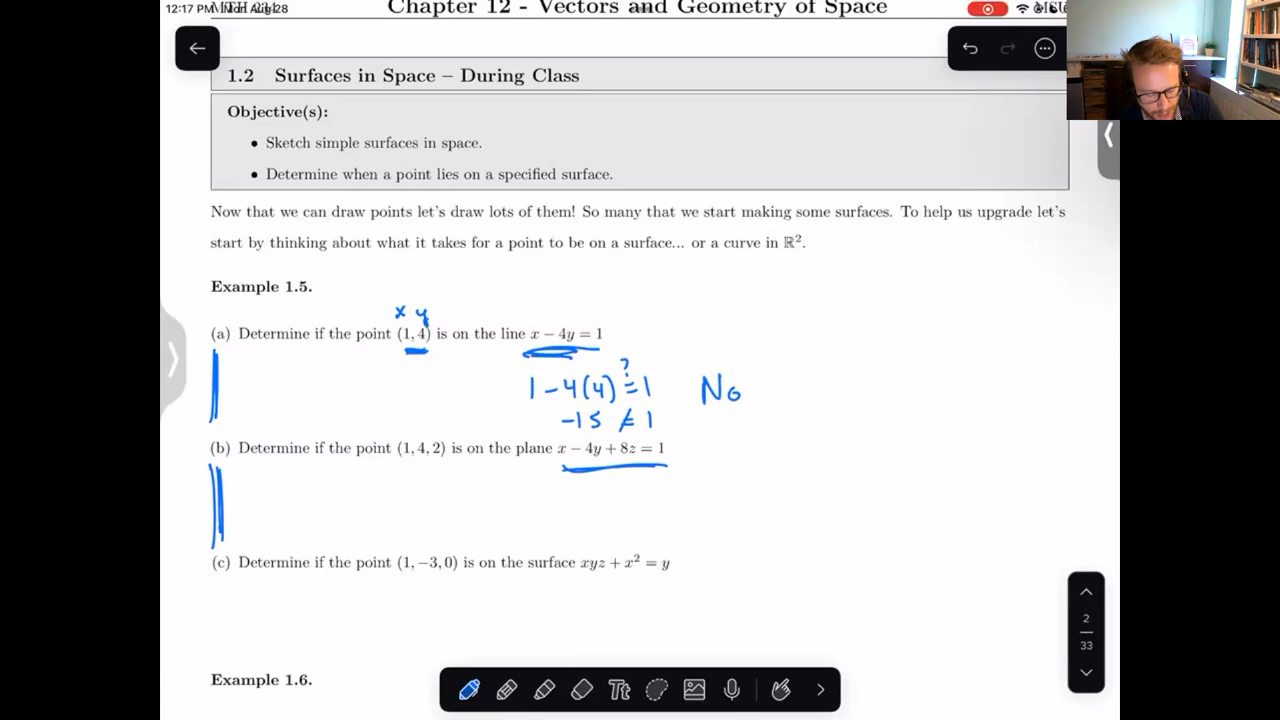 12:17 PM Mon Aug 28
Chapter 12 - Vectors and Geometry of Space
1.2 Surfaces in Space – During Class
Objective(s):
• Sketch simple surfaces in space.
• Determine when a point lies on a specified surface.
Now that we can draw points let's draw lots of them! So many that we start making some surfaces. To help us upgrade let's
start by thinking about what it takes for a point to be on a surface... or a curve in ℝ².
Example 1.5.
x y
(a) Determine if the point (1, 4) is on the line x − 4y = 1
?
1 − 4(4) = 1 No
−15 ≠ 1
(b) Determine if the point (1, 4, 2) is on the plane x − 4y + 8z = 1
(c) Determine if the point (1, −3, 0) is on the surface xyz + x² = y
2
33
Example 1.6.
Tt